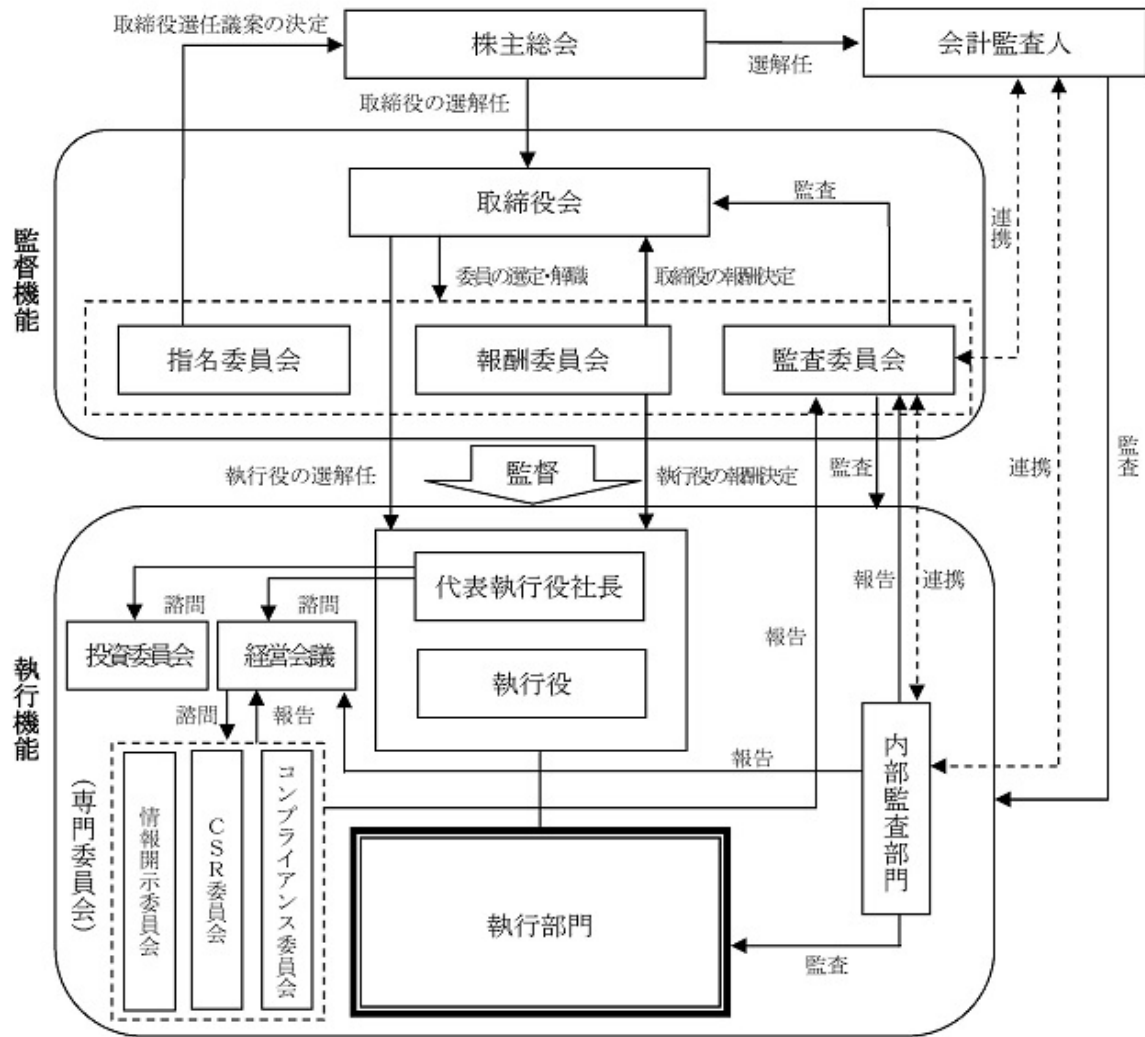 取締役選任議案の決定
株主総会
選解任
会計監査人
取締役の選解任
監督機能
取締役会
監査
連携
委員の選定・解職
取締役の報酬決定
指名委員会
報酬委員会
監査委員会
執行役の選解任
監督
執行役の報酬決定
監査
連携
監査
執行機能
代表執行役社長
諮問
諮問
報告
連携
報告
投資委員会
経営会議
執行役
諮問
報告
報告
内部監査部門
(専門委員会)
情報開示委員会
CSR委員会
コンプライアンス委員会
執行部門
監査